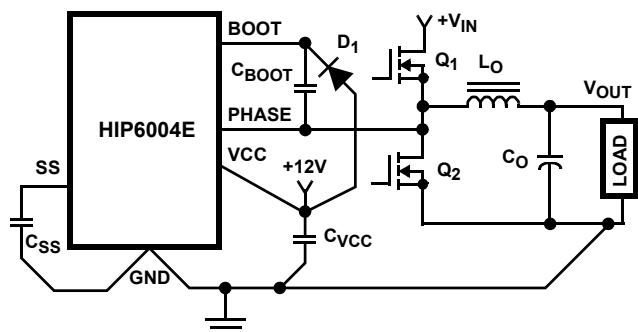 +VIN
BOOT
D1
CBOOT
Q1
LO
VOUT
HIP6004E
PHASE
VCC
+12V
SS
Q2
CO
LOAD
CSS
CVCC
GND